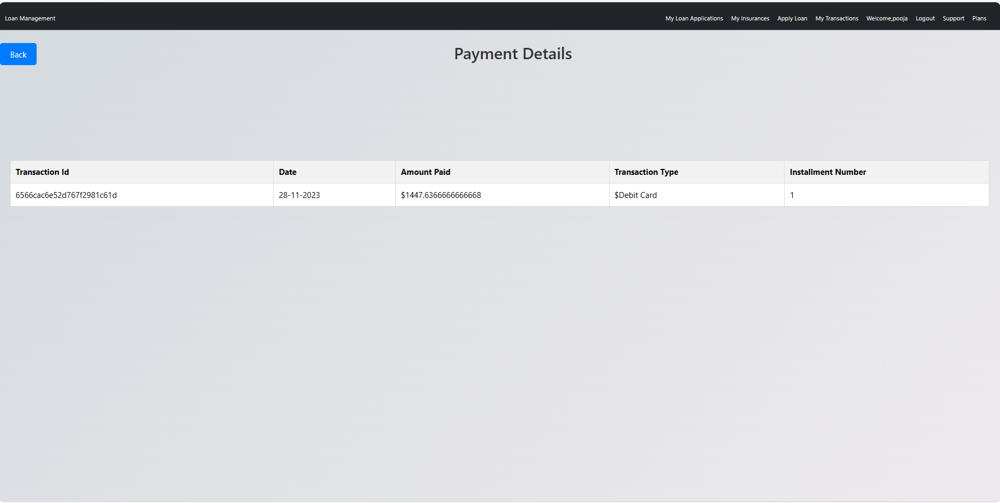 Loan Management My Loan Applications My Insurances Apply Loan My Transactions Welcome,pooja Logout Support Plans
Back Payment Details
Transaction Id Date Amount Paid Transaction Type Installment Number
6566cac6e52d767f2981c61d 28-11-2023 $1447.6366666666668 $Debit Card 1